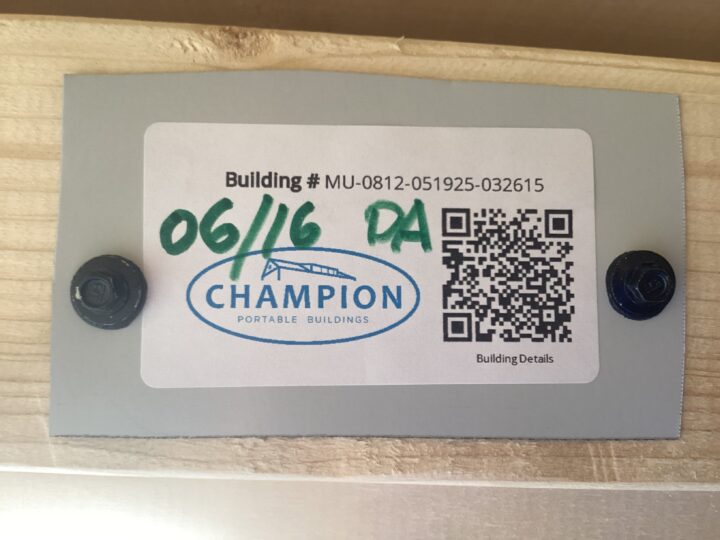 Building # MU-0812-051925-032615
06/16 DA
CHAMPION
PORTABLE BUILDINGS
Building Details